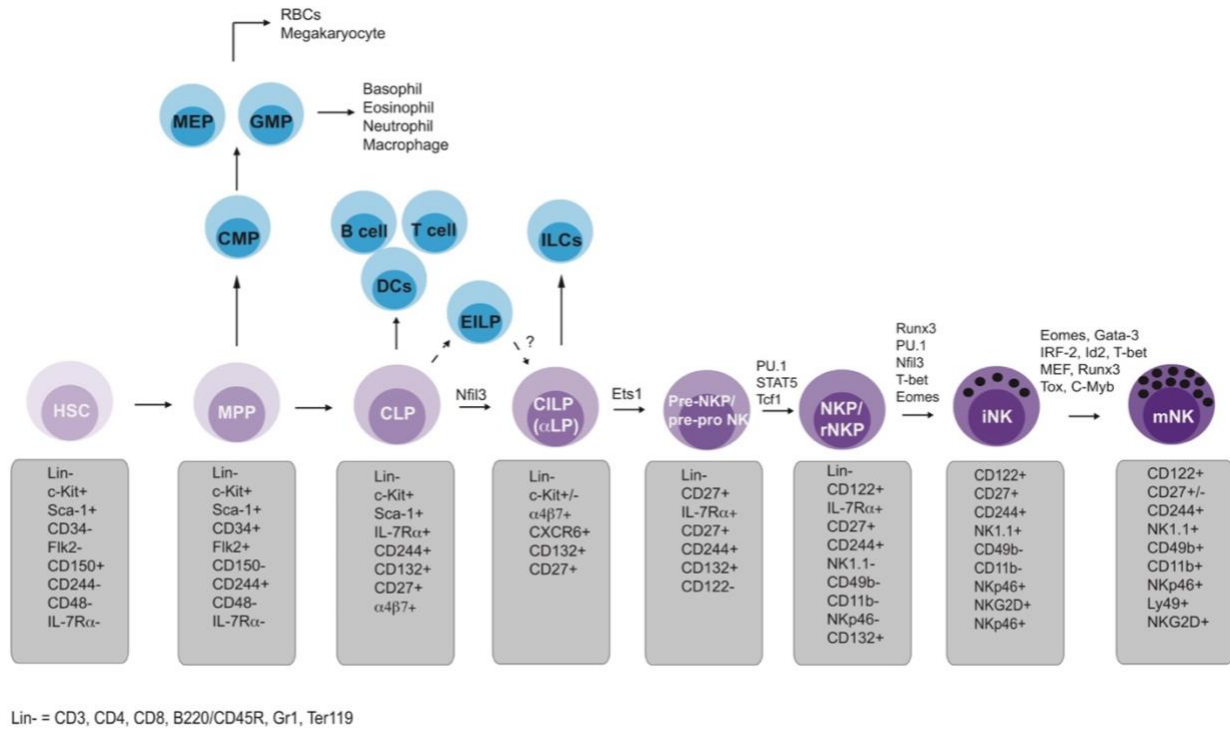 RBCs
Megakaryocyte
MEP
GMP
Basophil
Eosinophil
Neutrophil
Macrophage
CMP
B cell
T cell
DCs
EILP
?
ILCs
HSC
MPP
CLP
Nfil3
CILP
(αLP)
Ets1
Pre-NKP/
pre-pro NK
PU.1
STAT5
Tcf1
NKP/
rNKP
Runx3
PU.1
Nfil3
T-bet
Eomes
iNK
Eomes, Gata-3
IRF-2, Id2, T-bet
MEF, Runx3
Tox, C-Myb
mNK
Lin-
c-Kit+
Sca-1+
CD34-
Flk2-
CD150+
CD244-
CD48-
IL-7Rα-
Lin-
c-Kit+
Sca-1+
CD34+
Flk2+
CD150-
CD244+
CD48-
IL-7Rα-
Lin-
c-Kit+
Sca-1+
IL-7Rα+
CD244+
CD132+
CD27+
α4β7+
Lin-
c-Kit+/-
α4β7+
CXCR6+
CD132+
CD27+
Lin-
CD27+
IL-7Rα+
CD27+
CD244+
CD132+
CD122-
Lin-
CD122+
IL-7Rα+
CD27+
CD244+
NK1.1-
CD49b-
CD11b-
NKp46-
CD132+
CD122+
CD27+
CD244+
NK1.1+
CD49b-
CD11b-
NKp46+
NKG2D+
NKp46+
CD122+
CD27+/-
CD244+
NK1.1+
CD49b+
CD11b+
NKp46+
Ly49+
NKG2D+
Lin- = CD3, CD4, CD8, B220/CD45R, Gr1, Ter119